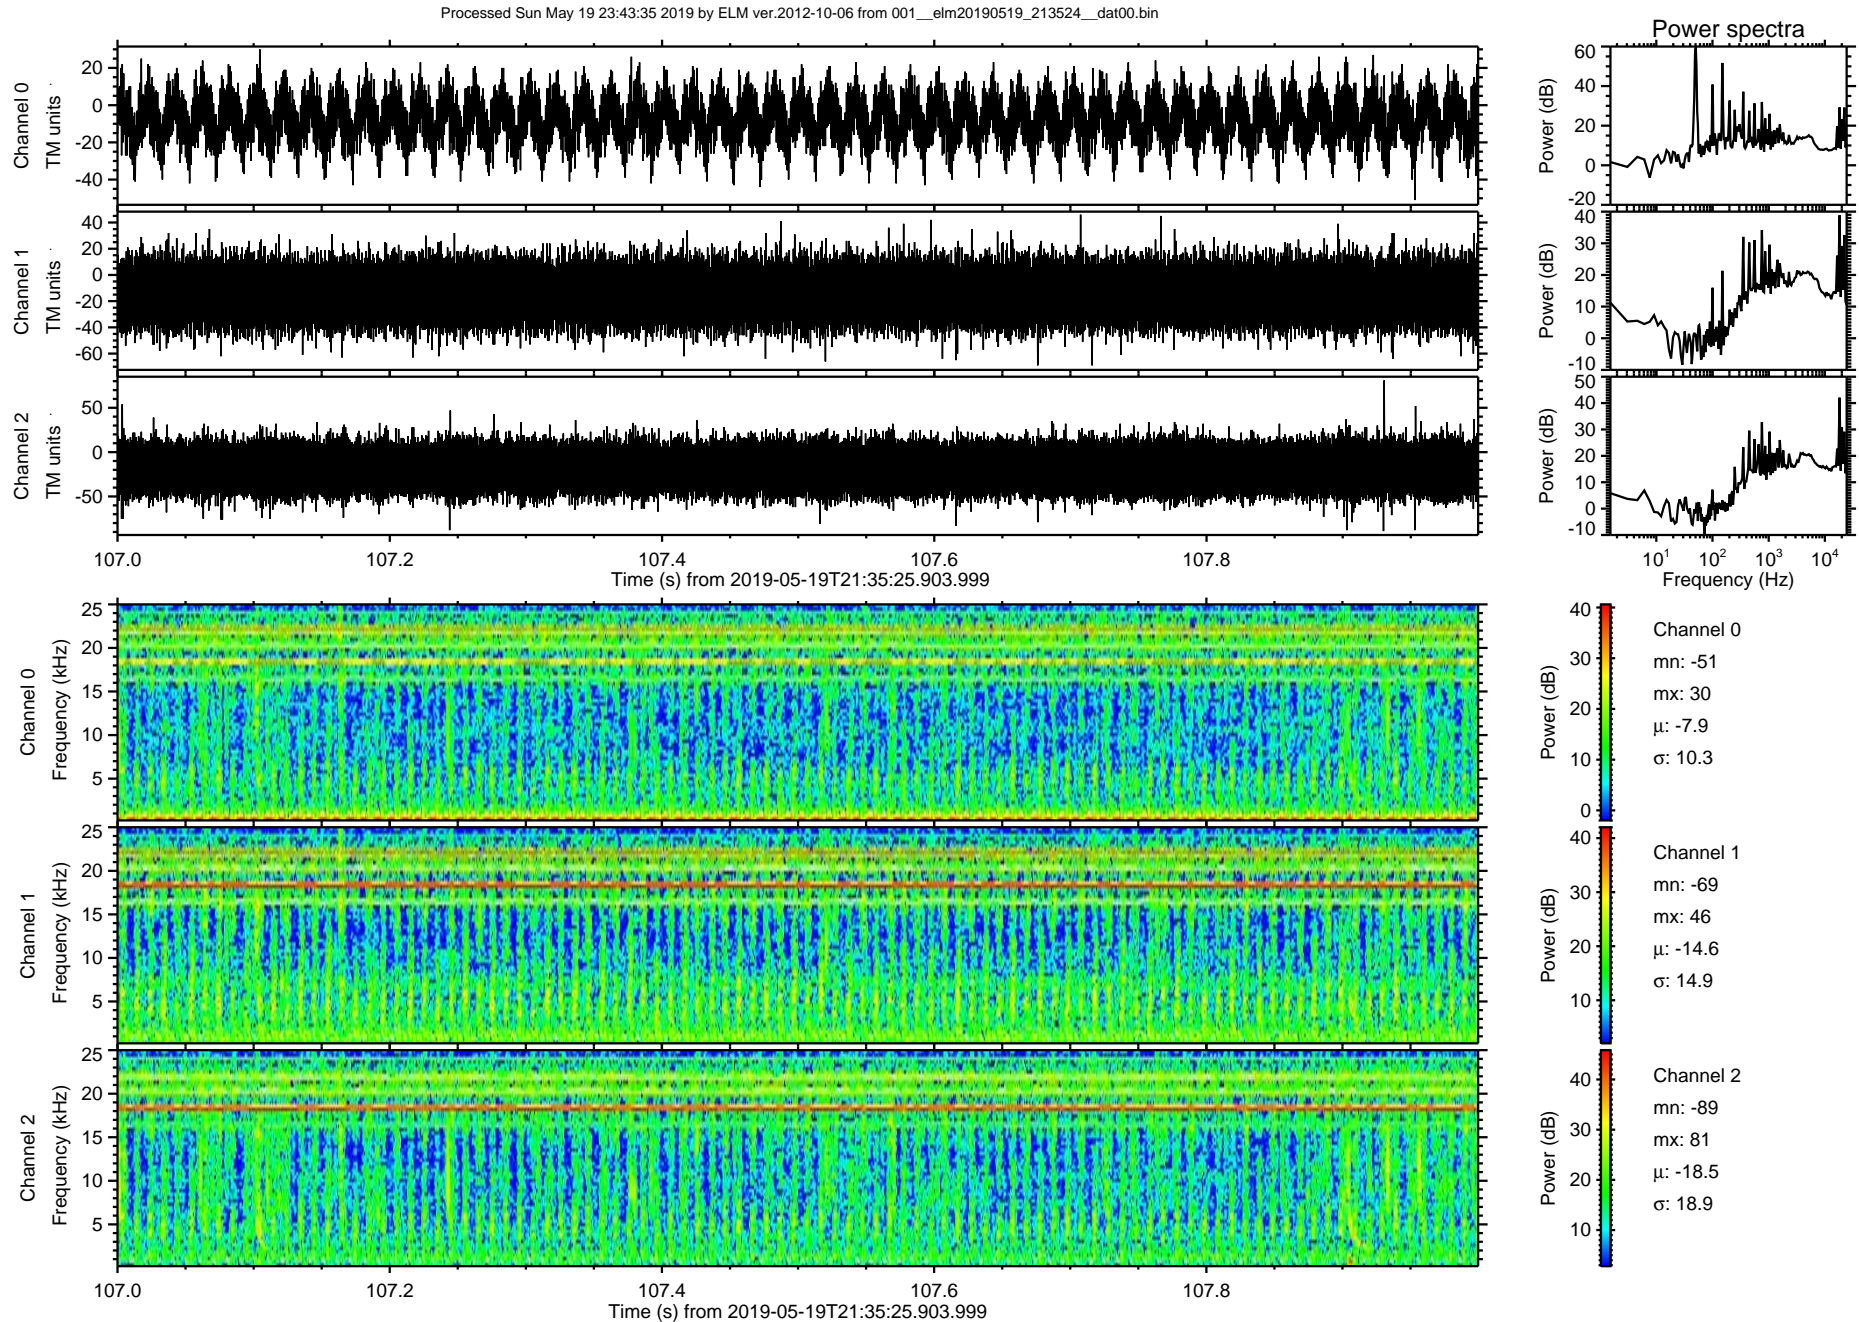 Processed Sun May 19 23:43:35 2019 by ELM ver.2012-10-06 from 001__elm20190519_213524__dat00.bin
Power spectra
Channel 0
TM units
20
0
-20
-40
Power (dB)
60
40
20
0
-20
Channel 1
TM units
40
20
0
-20
-40
-60
Power (dB)
40
30
20
10
0
-10
Channel 2
TM units
50
0
-50
Power (dB)
50
40
30
20
10
0
-10
107.0 107.2 107.4 107.6 107.8
Time (s) from 2019-05-19T21:35:25.903.999
10^1 10^2 10^3 10^4
Frequency (Hz)
Channel 0
Frequency (kHz)
25
20
15
10
5
Power (dB)
40
30
20
10
0
Channel 0
mn: -51
mx: 30
μ: -7.9
σ: 10.3
Channel 1
Frequency (kHz)
25
20
15
10
5
Power (dB)
40
30
20
10
Channel 1
mn: -69
mx: 46
μ: -14.6
σ: 14.9
Channel 2
Frequency (kHz)
25
20
15
10
5
Power (dB)
40
30
20
10
Channel 2
mn: -89
mx: 81
μ: -18.5
σ: 18.9
107.0 107.2 107.4 107.6 107.8
Time (s) from 2019-05-19T21:35:25.903.999